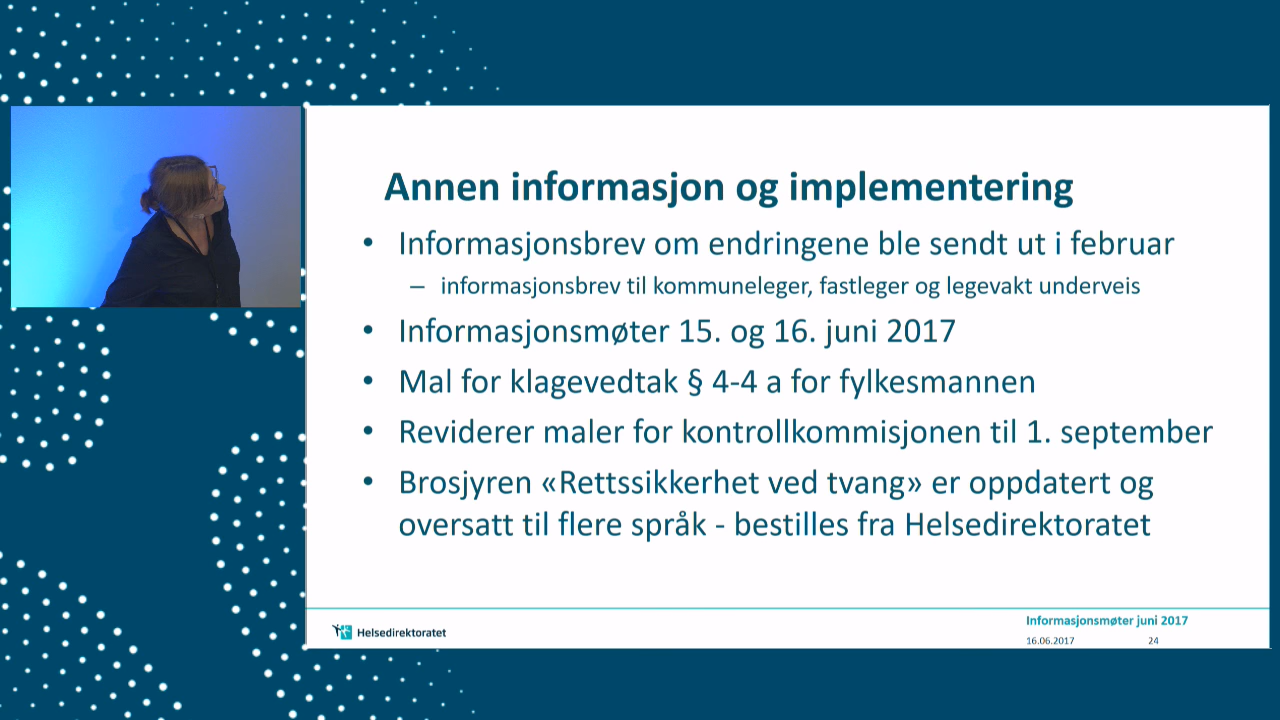 Annen informasjon og implementering
• Informasjonsbrev om endringene ble sendt ut i februar
– informasjonsbrev til kommuneleger, fastleger og legevakt underveis
• Informasjonsmøter 15. og 16. juni 2017
• Mal for klagevedtak § 4-4 a for fylkesmannen
• Reviderer maler for kontrollkommisjonen til 1. september
• Brosjyren «Rettssikkerhet ved tvang» er oppdatert og
oversatt til flere språk - bestilles fra Helsedirektoratet
Helsedirektoratet
Informasjonsmøter juni 2017
16.06.2017 24